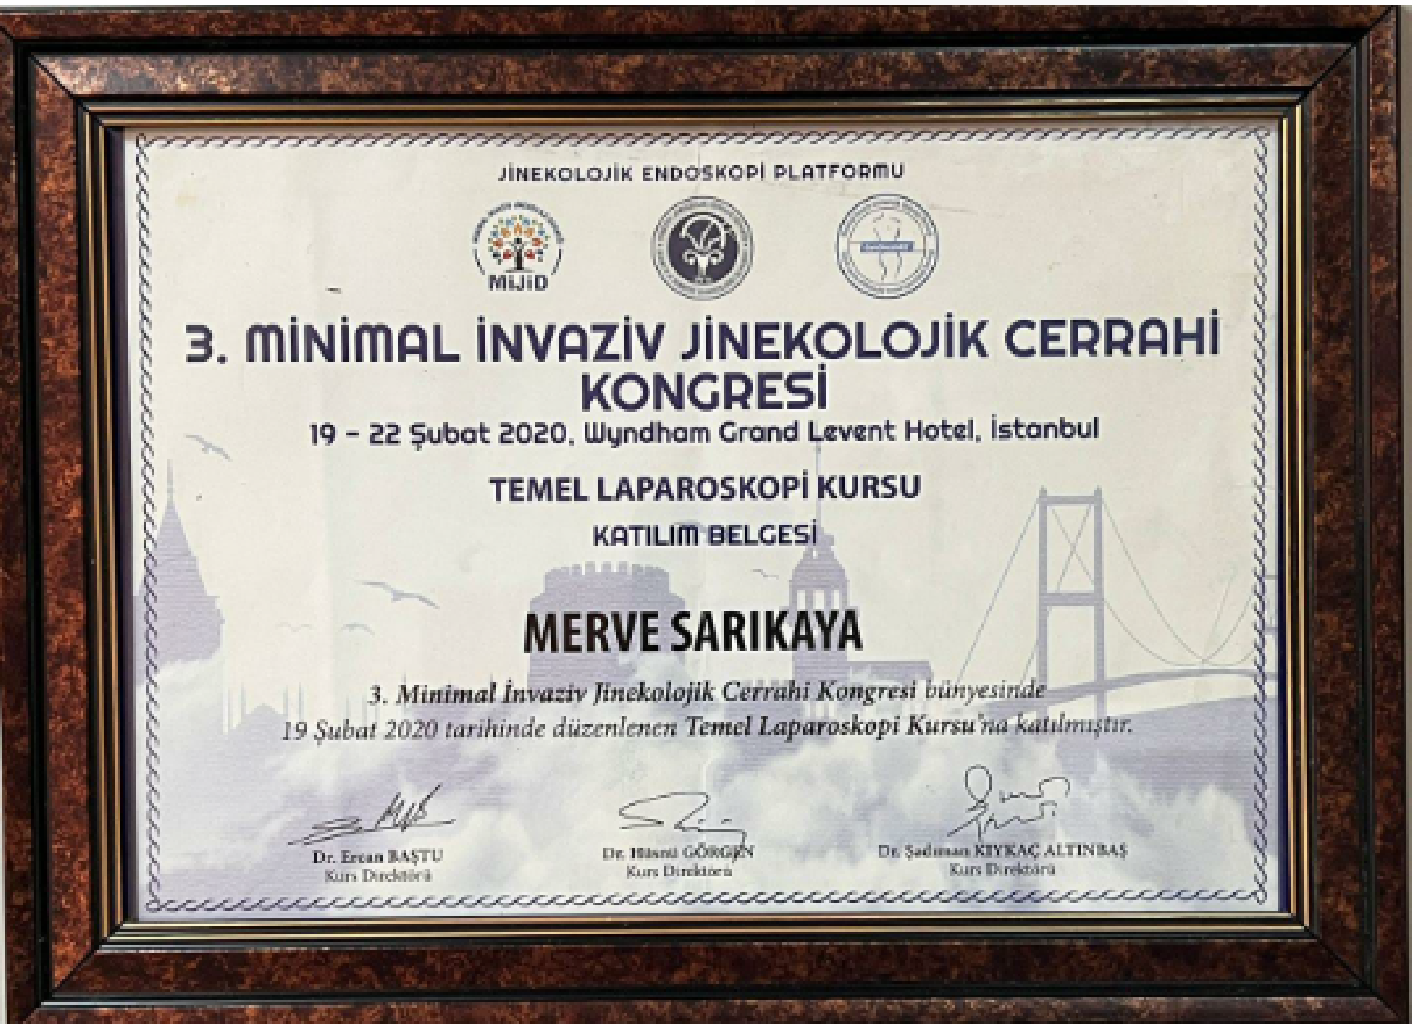 JİNEKOLOJİK ENDOSKOPİ PLATFORMU
MİJİD
3. MİNİMAL İNVAZİV JİNEKOLOJİK CERRAHİ
KONGRESİ
19 - 22 Şubat 2020, Wyndham Grand Levent Hotel, İstanbul
TEMEL LAPAROSKOPİ KURSU
KATILIM BELGESİ
MERVE SARIKAYA
3. Minimal İnvaziv Jinekolojik Cerrahi Kongresi bünyesinde
19 Şubat 2020 tarihinde düzenlenen Temel Laparoskopi Kursu'na katılmıştır.
Dr. Ercan BAŞTU
Kurs Direktörü
Dr. Hüsnü GÖRGEN
Kurs Direktörü
Dr. Şadıman KIYKAÇ ALTINBAŞ
Kurs Direktörü